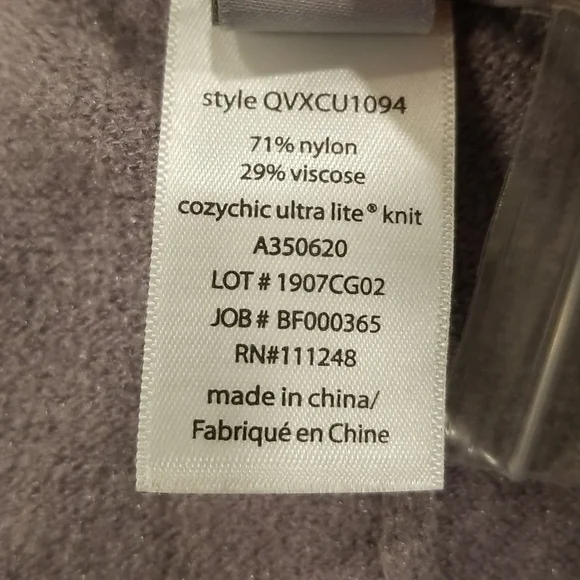 style QVXCU1094
71% nylon
29% viscose
cozychic ultra lite® knit
A350620
LOT # 1907CG02
JOB # BF000365
RN#111248
made in china/
Fabriqué en Chine